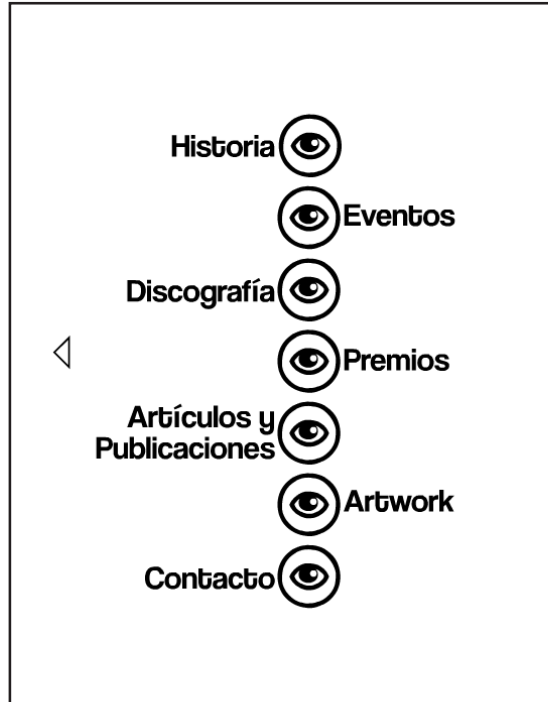 Historia
Eventos
Discografía
Premios
Artículos y
Publicaciones
Artwork
Contacto